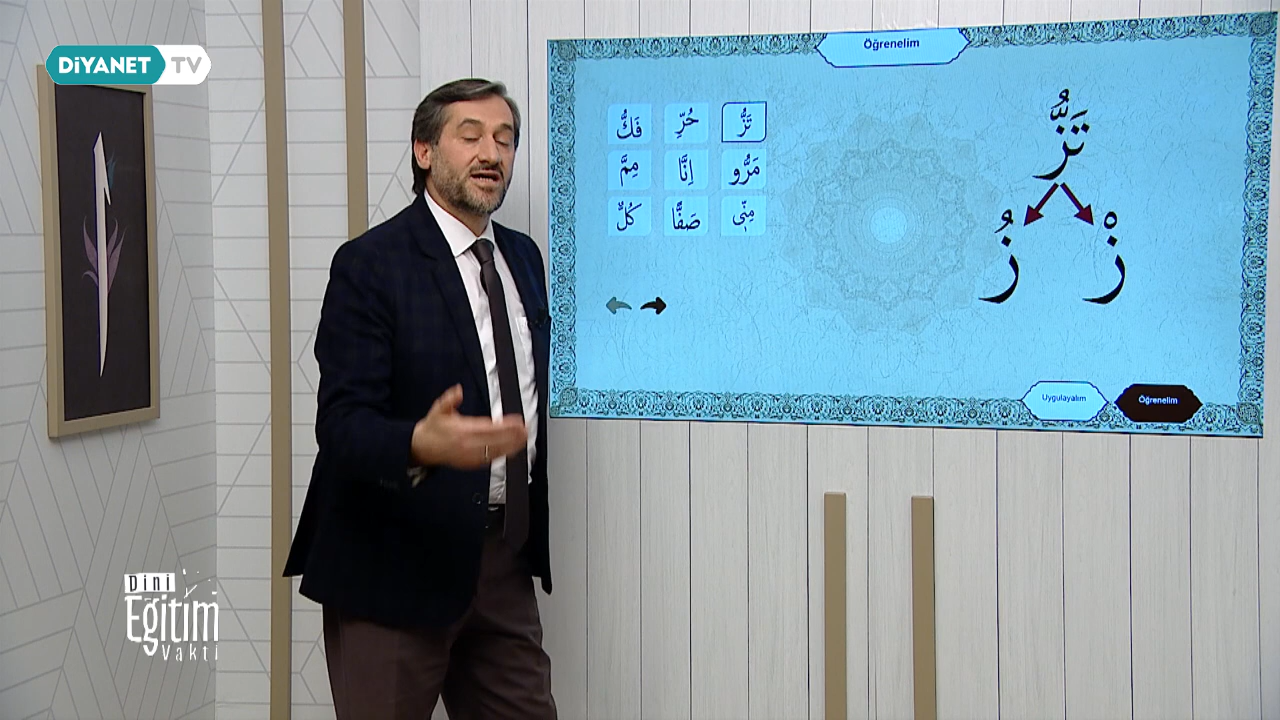 DİYANET TV
Öğrenelim
تَزُّ حُرِّ فَكُّ
مَرُّو اِنَّا مِمَّ
مِنّٖى صَفًّا كُلٌّ
تَزُّ
زْ زُ
Uygulayalım Öğrenelim
Dini
Eğitim
Vakti